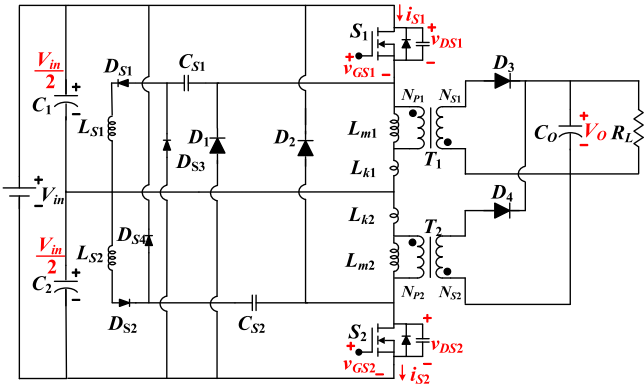 i_S1
S_1
+
v_GS1 −
+
v_DS1
−
V_in/2
+
−
C_1
D_S1
C_S1
L_S1
D_S3
D_1
D_2
N_P1
N_S1
L_m1
T_1
L_k1
D_3
C_O
+
V_O
−
R_L
+
−
V_in
L_k2
D_4
V_in/2
+
−
C_2
L_S2
D_S4
D_S2
C_S2
L_m2
T_2
N_P2
N_S2
S_2
+
v_GS2 −
+
v_DS2
−
i_S2